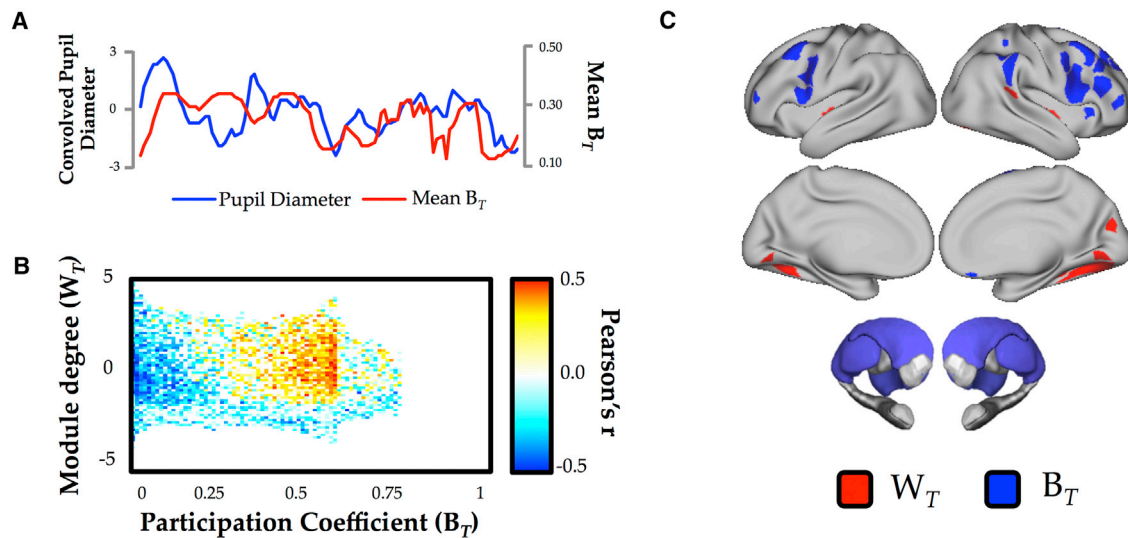 A
Convolved Pupil
Diameter
3
0
-3
0.50
0.30
0.10
Mean B_T
Pupil Diameter
Mean B_T
B
Module degree (W_T)
5
0
-5
0
0.25
0.5
0.75
1
Participation Coefficient (B_T)
0.5
0.0
-0.5
Pearson's r
C
W_T
B_T